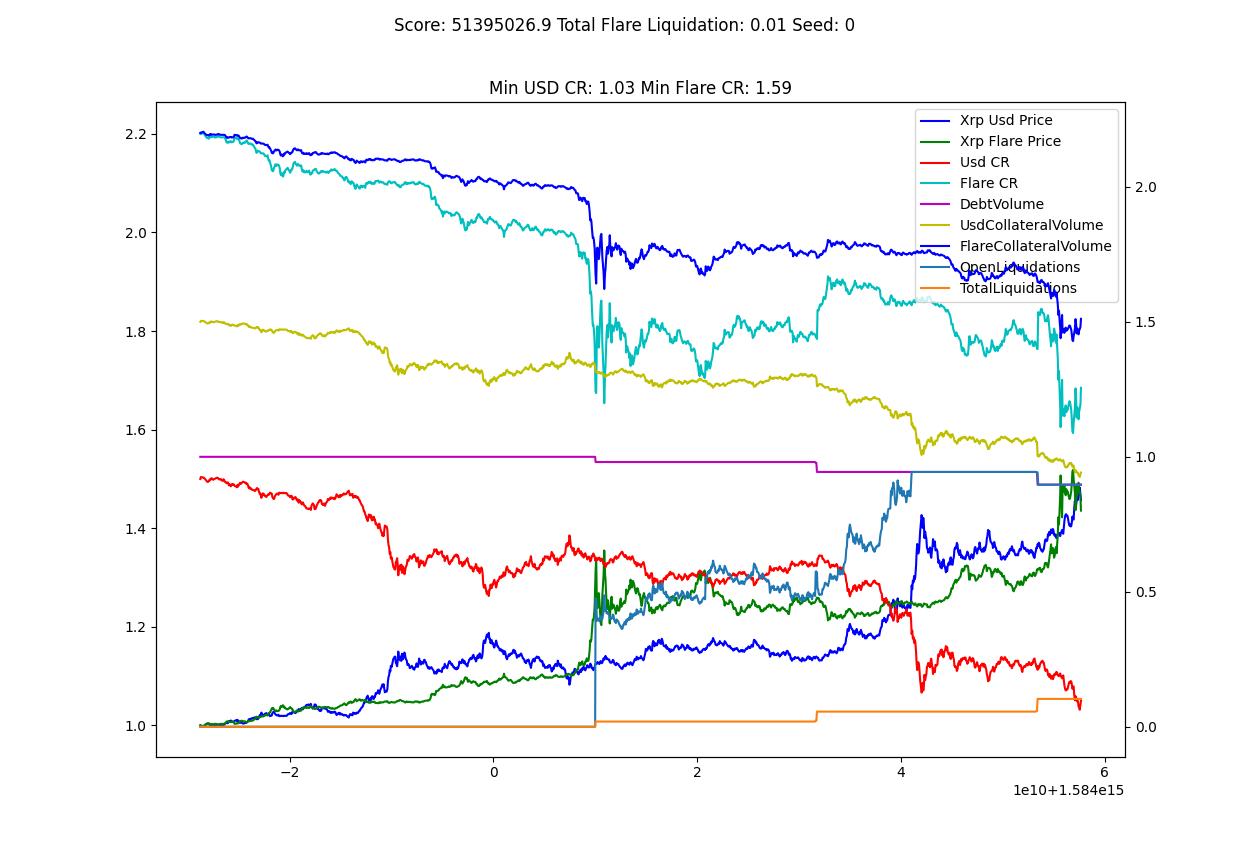 Score: 51395026.9 Total Flare Liquidation: 0.01 Seed: 0
Min USD CR: 1.03 Min Flare CR: 1.59
Xrp Usd Price
Xrp Flare Price
Usd CR
Flare CR
DebtVolume
UsdCollateralVolume
FlareCollateralVolume
OpenLiquidations
TotalLiquidations
2.2
2.0
1.8
1.6
1.4
1.2
1.0
2.0
1.5
1.0
0.5
0.0
−2
0
2
4
6
1e10+1.584e15